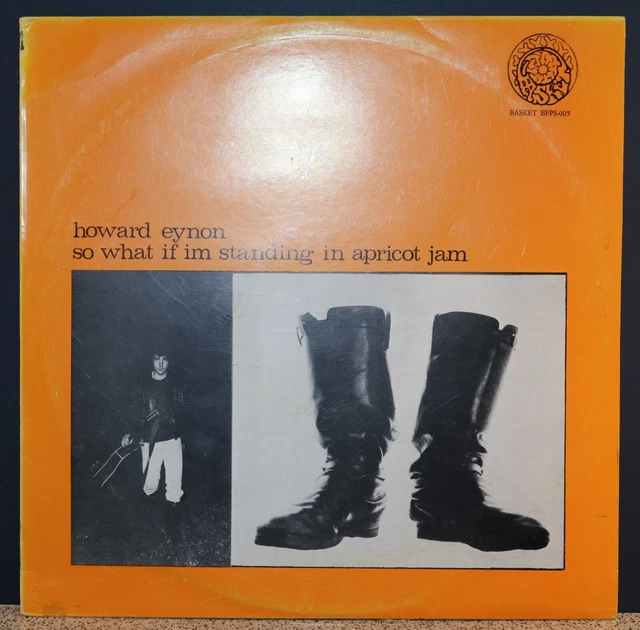 BASKET BFPS-005
howard eynon
so what if im standing in apricot jam